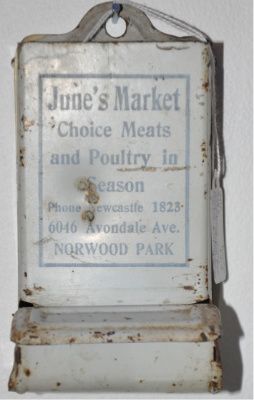 June's Market
Choice Meats
and Poultry in
Season
Phone Newcastle 1823
6046 Avondale Ave.
NORWOOD PARK